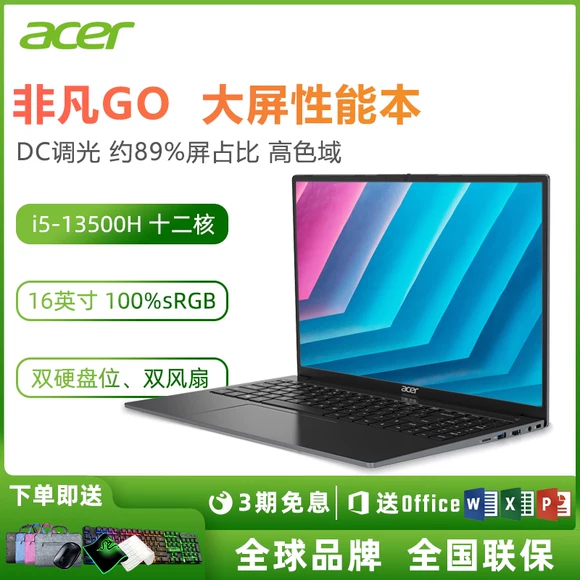 acer
非凡GO 大屏性能本
DC调光 约89%屏占比 高色域
i5-13500H 十二核
16英寸 100%sRGB
双硬盘位、双风扇
acer
下单即送
3期免息 送Office W X P
全球品牌 全国联保